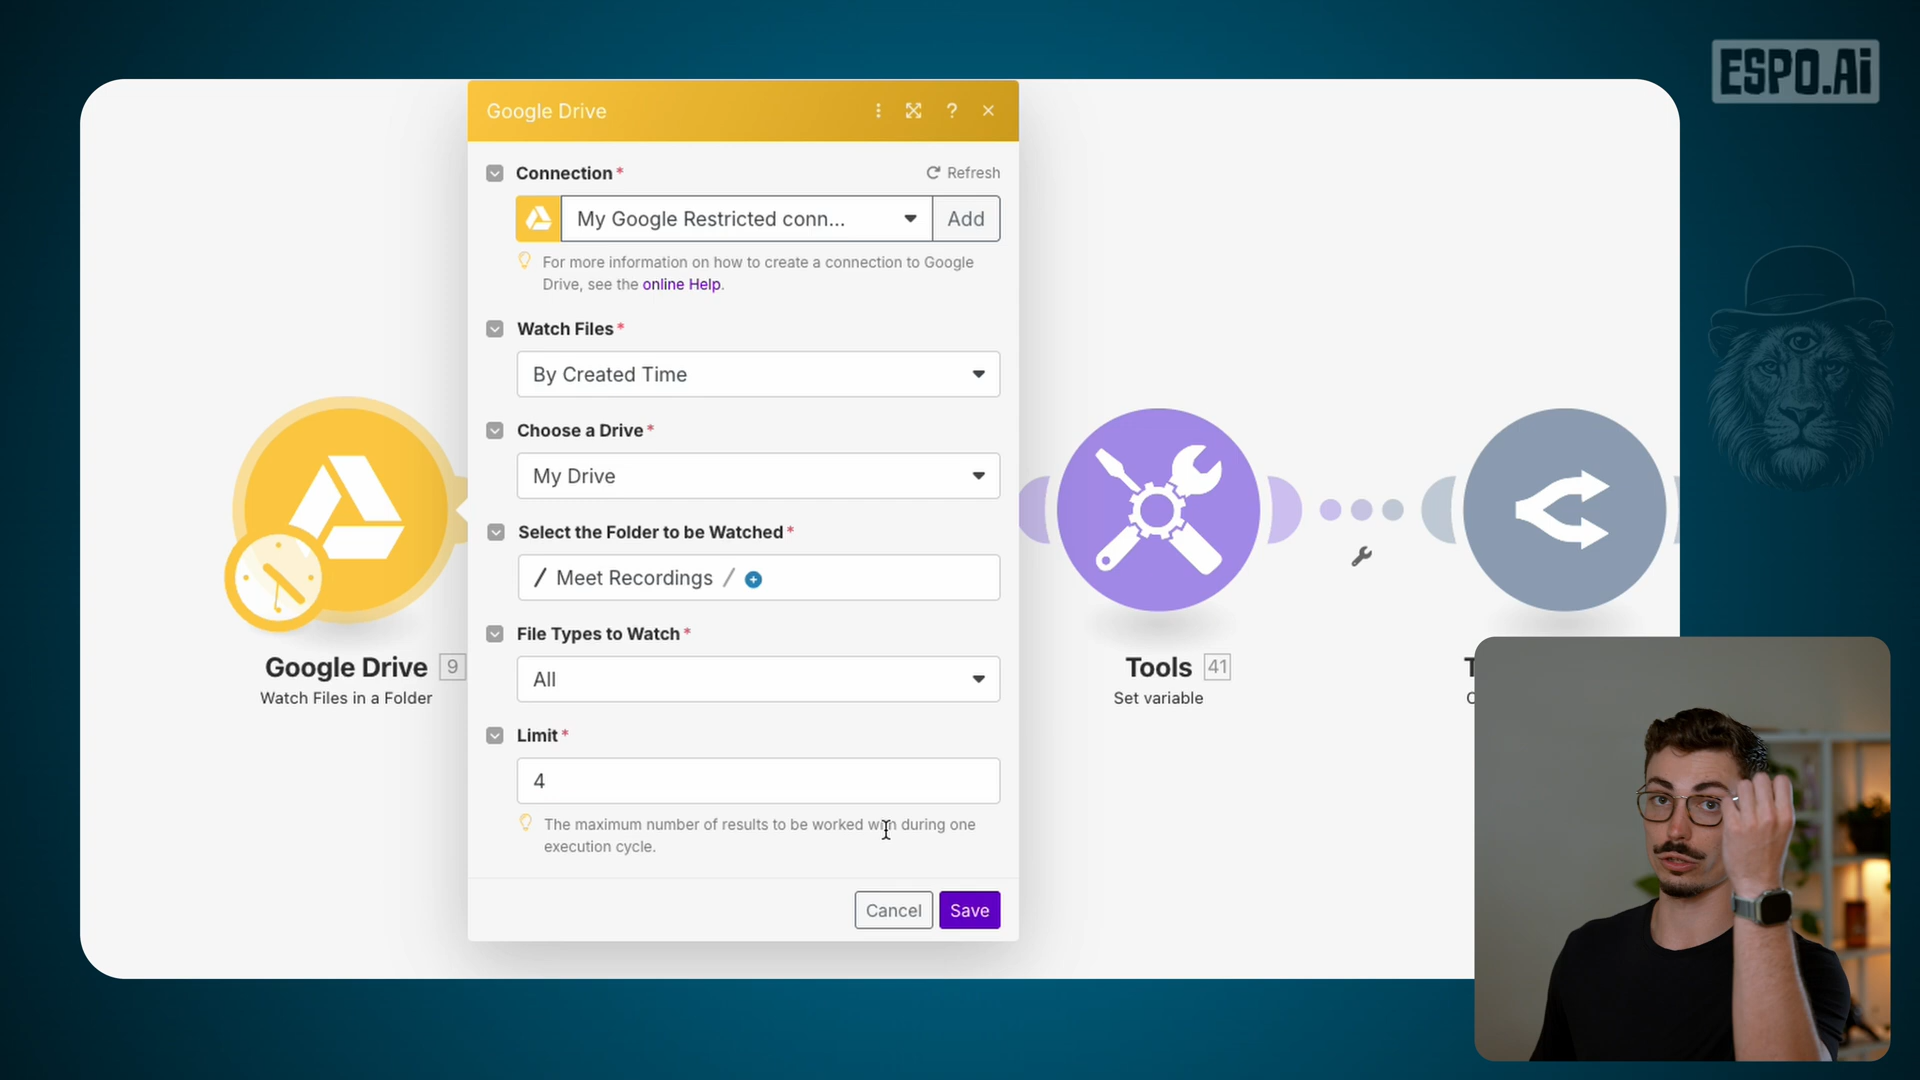 ESPO.Ai
Google Drive
?
Connection *
Refresh
My Google Restricted conn...
Add
For more information on how to create a connection to Google
Drive, see the online Help.
Watch Files *
By Created Time
Choose a Drive *
My Drive
Select the Folder to be Watched *
/ Meet Recordings /
File Types to Watch *
All
Limit *
4
The maximum number of results to be worked with during one
execution cycle.
Cancel
Save
Google Drive 9
Watch Files in a Folder
Tools 41
Set variable